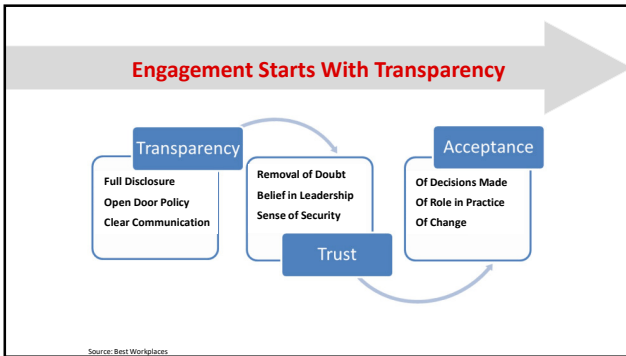 Engagement Starts With Transparency
Transparency
Full Disclosure
Open Door Policy
Clear Communication
Removal of Doubt
Belief in Leadership
Sense of Security
Trust
Acceptance
Of Decisions Made
Of Role in Practice
Of Change
Source: Best Workplaces